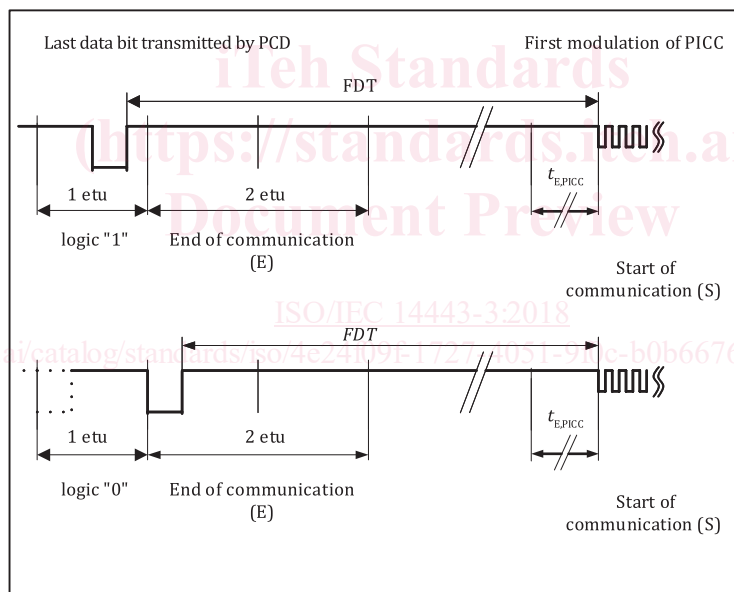 Last data bit transmitted by PCD
First modulation of PICC
iTeh Standards
FDT
(https://standards.iteh.ai
tE,PICC
1 etu
2 etu
Document Preview
logic "1"
End of communication
(E)
Start of
communication (S)
ISO/IEC 14443-3:2018
FDT
tE,PICC
1 etu
2 etu
logic "0"
End of communication
(E)
Start of
communication (S)